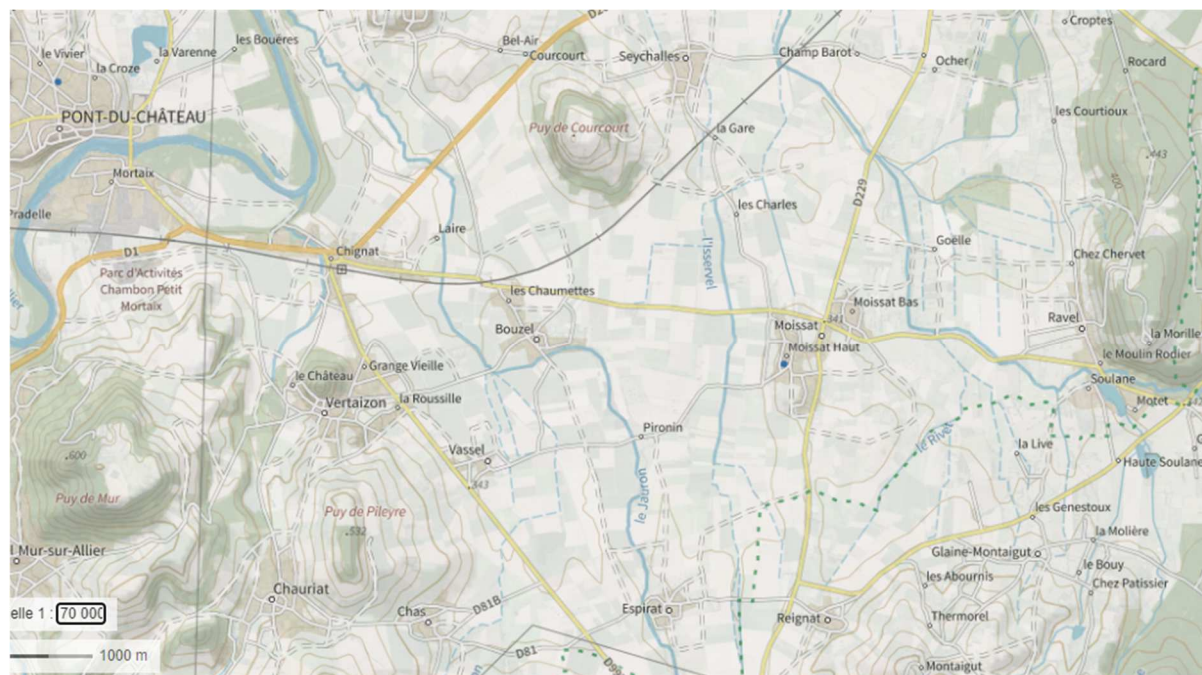 Croptes
les Bouères
Bel-Air
le Vivier
la Varenne
Courcourt
Seychalles
Champ Barot
Ocher
Rocard
la Croze
PONT-DU-CHÂTEAU
les Courtioux
Puy de Courcourt
la Gare
.443
Mortaix
400
D229
les Charles
Pradelle
Laire
Goëlle
D1
Chignat
Chez Chervet
l'Isservel
Parc d'Activités
Chambon Petit
Mortaix
les Chaumettes
Moissat Bas
Bouzel
Moissat
.341
Ravel
la Morille
Moissat Haut
le Moulin Rodier
Grange Vieille
le Château
Soulane
la Roussille
Motet
Vertaizon
Pironin
le Rivet
la Live
Vassel
.600
Haute Soulane
.343
le Jauron
Puy de Mur
Puy de Pileyre
les Genestoux
.532
la Molière
Mur-sur-Allier
Glaine-Montaigut
le Bouy
les Abournis
Chez Patissier
Chauriat
D81B
elle 1 : 70 000
Chas
Espirat
Reignat
Thermorel
D81
1000 m
Montaigut